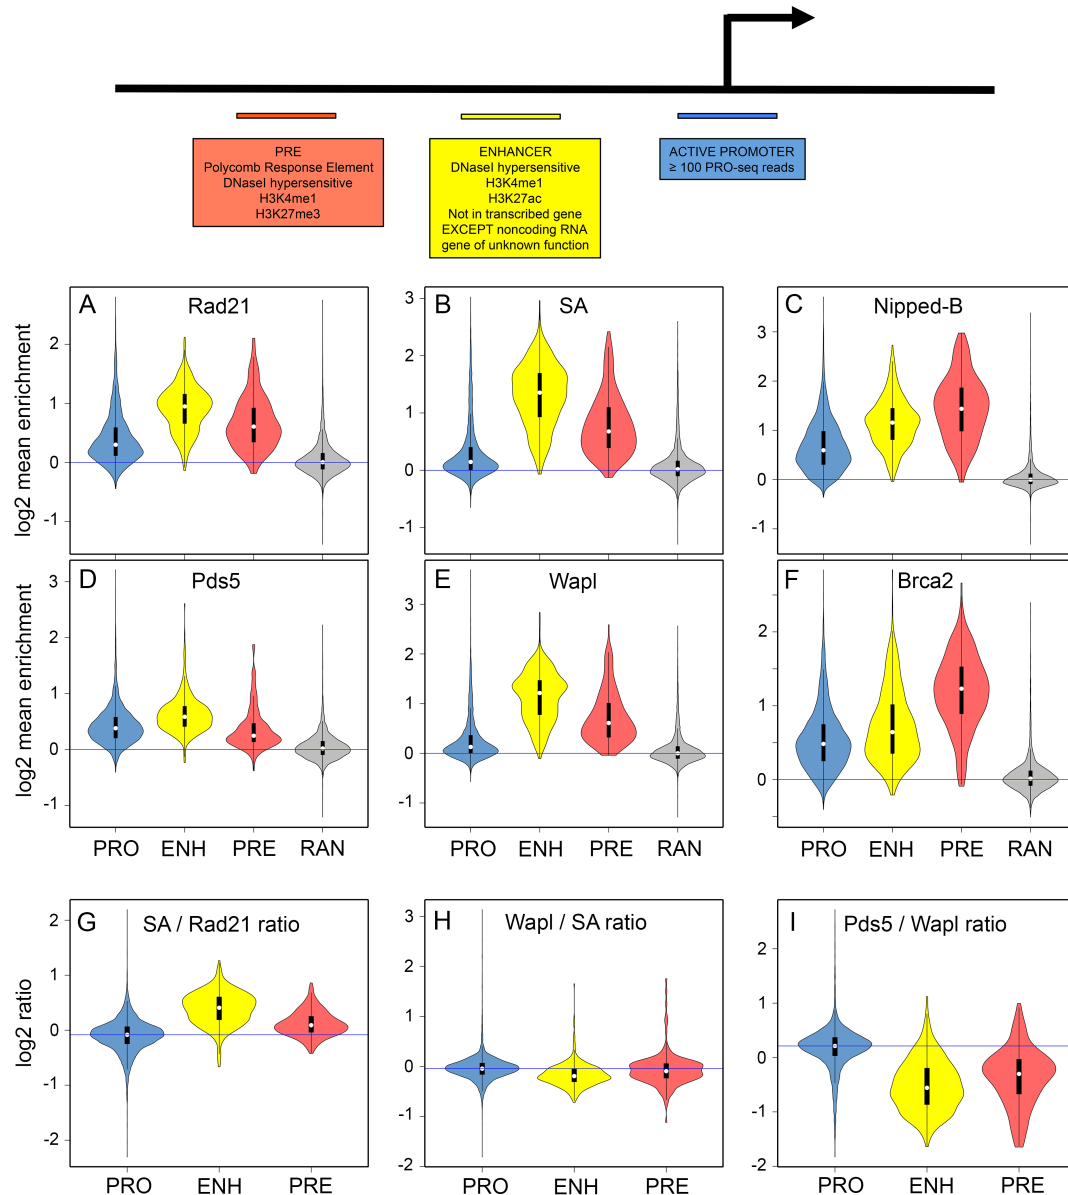 PRE
Polycomb Response Element
DNaseI hypersensitive
H3K4me1
H3K27me3
ENHANCER
DNaseI hypersensitive
H3K4me1
H3K27ac
Not in transcribed gene
EXCEPT noncoding RNA
gene of unknown function
ACTIVE PROMOTER
≥ 100 PRO-seq reads
A
Rad21
log2 mean enrichment
2
1
0
-1
B
SA
3
2
1
0
-1
C
Nipped-B
3
2
1
0
-1
D
Pds5
log2 mean enrichment
3
2
1
0
-1
PRO ENH PRE RAN
E
Wapl
3
2
1
0
-1
PRO ENH PRE RAN
F
Brca2
2
1
0
PRO ENH PRE RAN
G
SA / Rad21 ratio
log2 ratio
2
1
0
-1
-2
PRO ENH PRE
H
Wapl / SA ratio
3
2
1
0
-1
-2
PRO ENH PRE
I
Pds5 / Wapl ratio
2
1
0
-1
-2
PRO ENH PRE